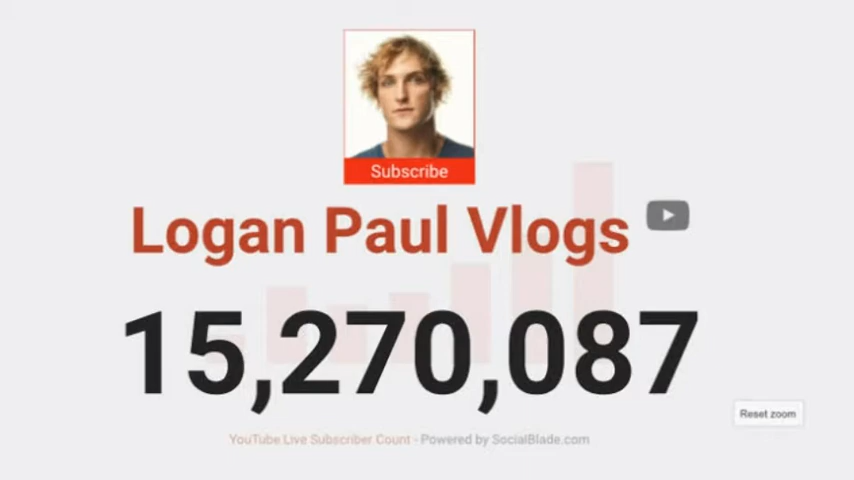 Subscribe
Logan Paul Vlogs
15,270,087
Reset zoom
YouTube Live Subscriber Count - Powered by SocialBlade.com